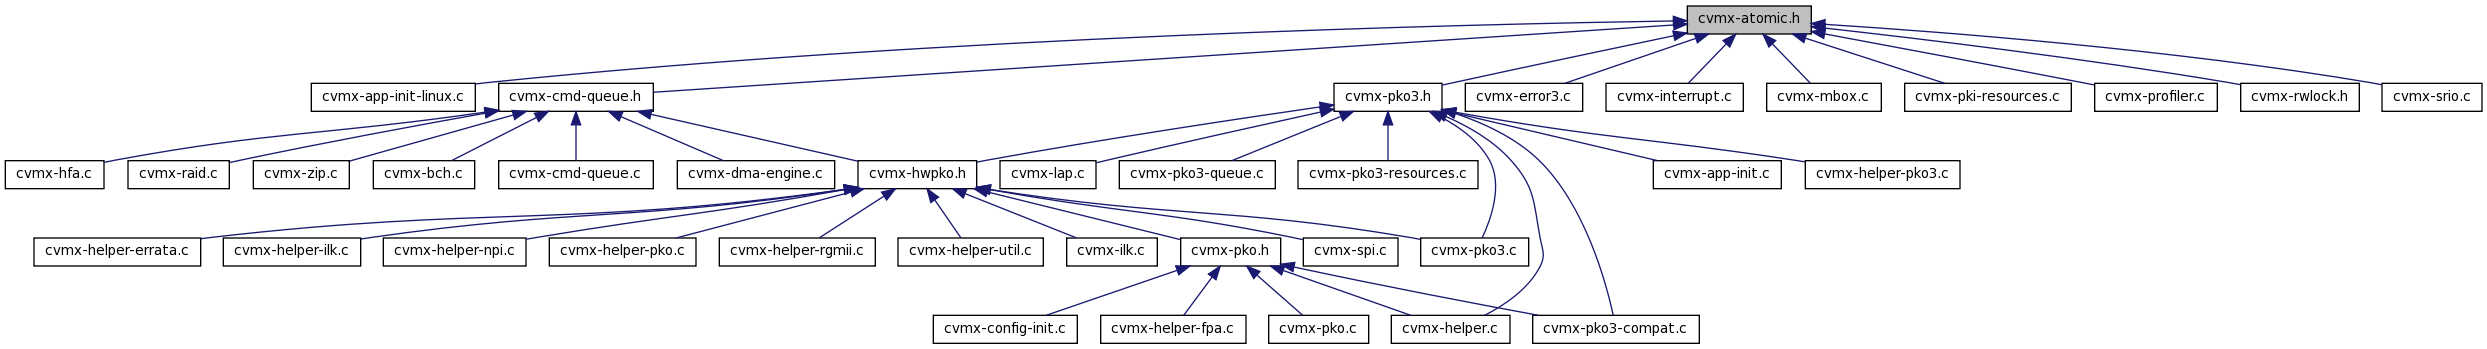 cvmx-atomic.h
cvmx-app-init-linux.c
cvmx-cmd-queue.h
cvmx-pko3.h
cvmx-error3.c
cvmx-interrupt.c
cvmx-mbox.c
cvmx-pki-resources.c
cvmx-profiler.c
cvmx-rwlock.h
cvmx-srio.c
cvmx-hfa.c
cvmx-raid.c
cvmx-zip.c
cvmx-bch.c
cvmx-cmd-queue.c
cvmx-dma-engine.c
cvmx-hwpko.h
cvmx-lap.c
cvmx-pko3-queue.c
cvmx-pko3-resources.c
cvmx-app-init.c
cvmx-helper-pko3.c
cvmx-helper-errata.c
cvmx-helper-ilk.c
cvmx-helper-npi.c
cvmx-helper-pko.c
cvmx-helper-rgmii.c
cvmx-helper-util.c
cvmx-ilk.c
cvmx-pko.h
cvmx-spi.c
cvmx-pko3.c
cvmx-config-init.c
cvmx-helper-fpa.c
cvmx-pko.c
cvmx-helper.c
cvmx-pko3-compat.c